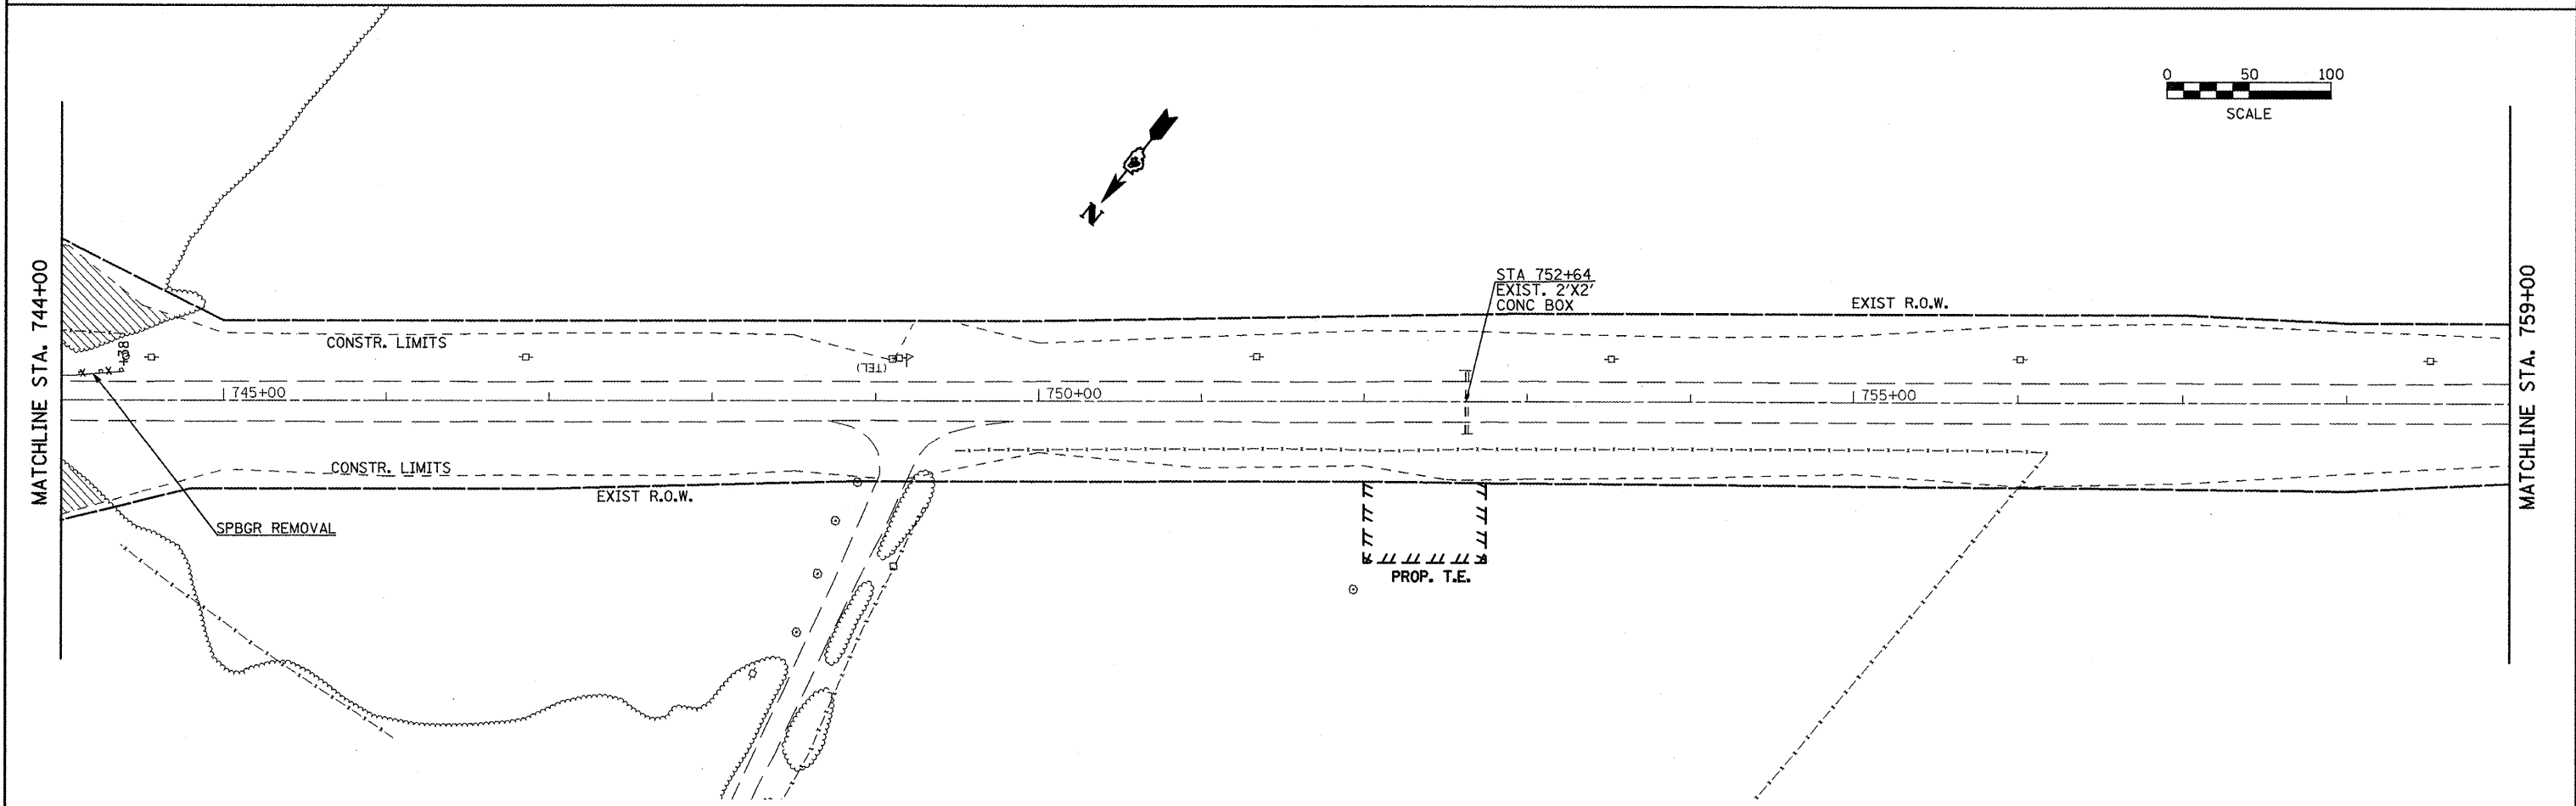 0 50 100
SCALE
N
MATCHLINE STA. 744+00
STA 752+64
EXIST. 2'X2'
CONC BOX
EXIST R.O.W.
MATCHLINE STA. 759+00
CONSTR. LIMITS
+38
(TEL)
745+00 750+00 755+00
CONSTR. LIMITS
EXIST R.O.W.
SPBGR REMOVAL
PROP. T.E.